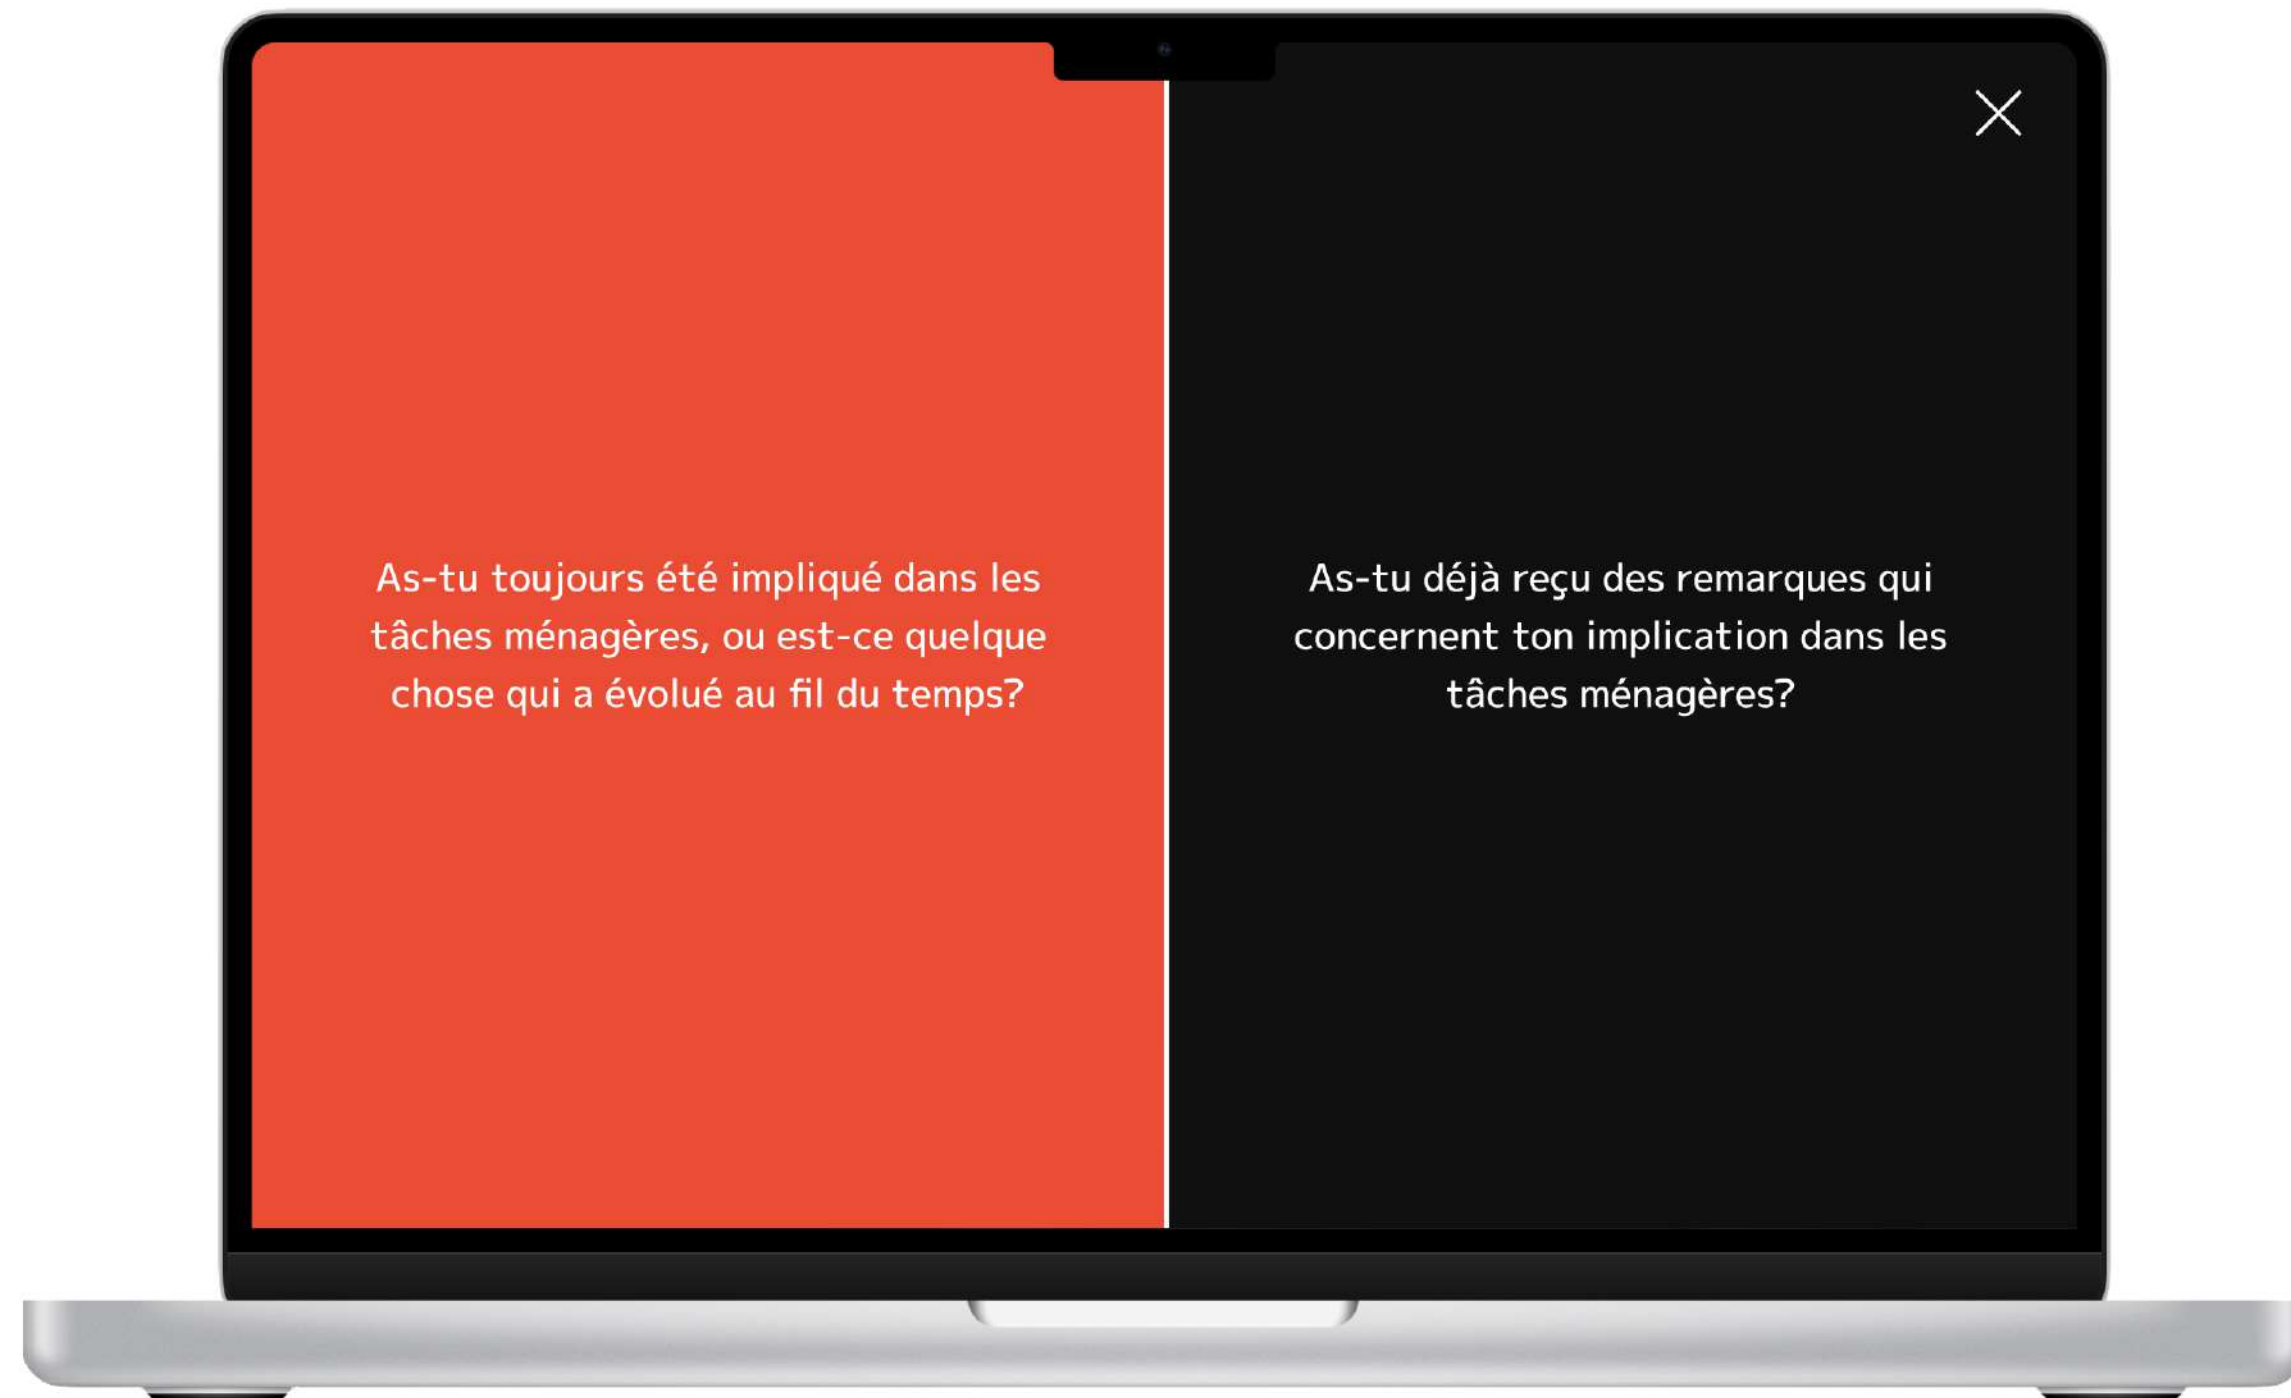 As-tu toujours été impliqué dans les
tâches ménagères, ou est-ce quelque
chose qui a évolué au fil du temps?
As-tu déjà reçu des remarques qui
concernent ton implication dans les
tâches ménagères?